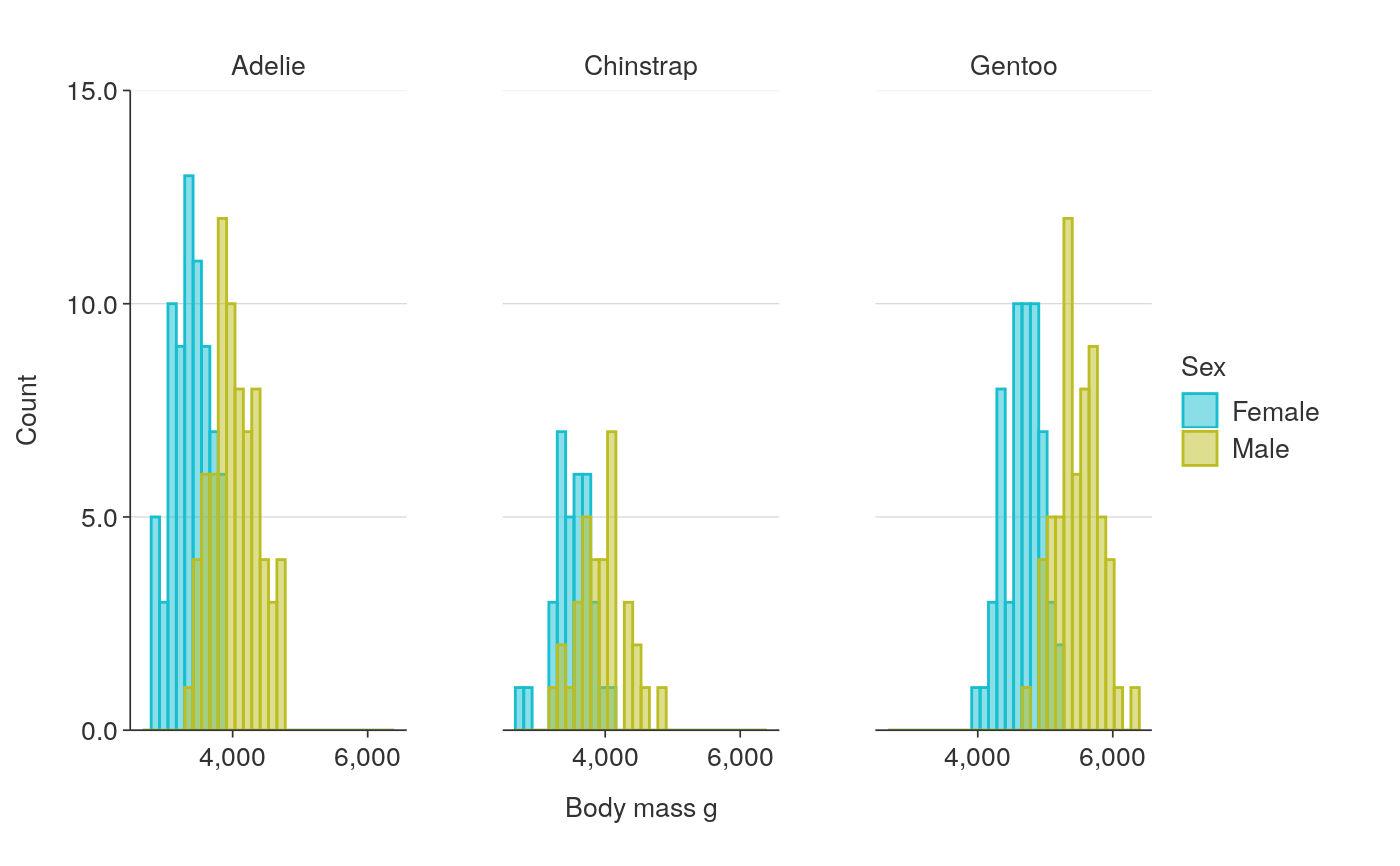 Adelie
Chinstrap
Gentoo
15.0
10.0
5.0
0.0
Count
4,000
6,000
4,000
6,000
4,000
6,000
Body mass g
Sex
Female
Male